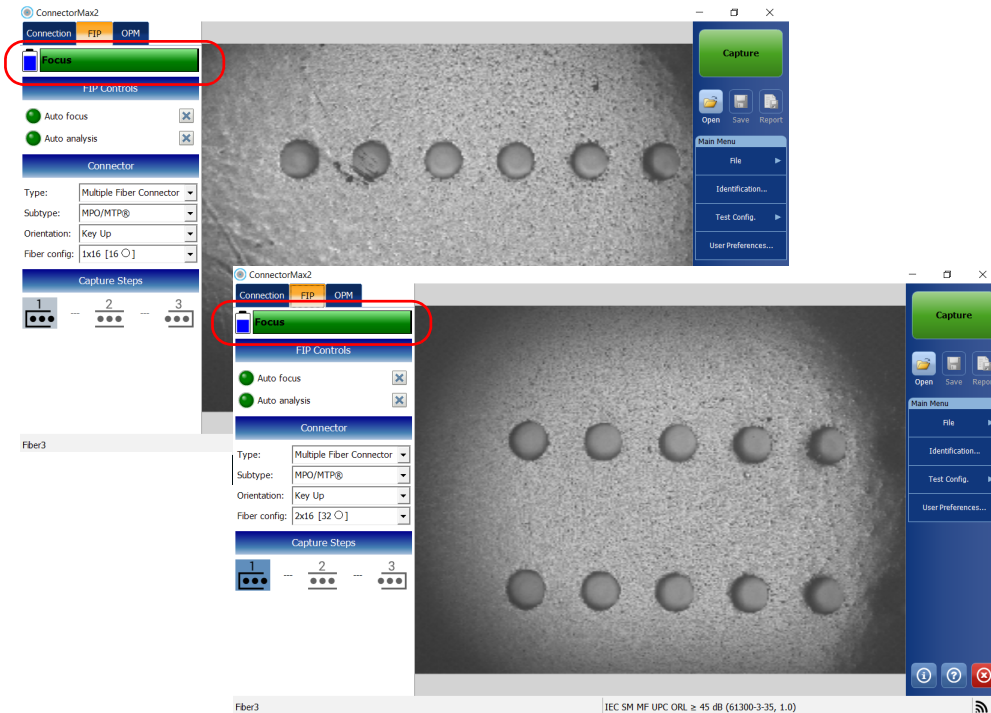 ConnectorMax2
Connection FIP OPM
Focus
FIP Controls
Auto focus
Auto analysis
Connector
Type: Multiple Fiber Connector
Subtype: MPO/MTP®
Orientation: Key Up
Fiber config: 1x16 [16 ○]
Capture Steps
1 --- 2 --- 3
Fiber3
Capture
Open Save Report
Main Menu
File
Identification...
Test Config.
User Preferences...
ConnectorMax2
Connection FIP OPM
Focus
FIP Controls
Auto focus
Auto analysis
Connector
Type: Multiple Fiber Connector
Subtype: MPO/MTP®
Orientation: Key Up
Fiber config: 2x16 [32 ○]
Capture Steps
1 --- 2 --- 3
Fiber3 IEC SM MF UPC ORL ≥ 45 dB (61300-3-35, 1.0)
Capture
Open Save Repor
Main Menu
File
Identification...
Test Config.
User Preferences...